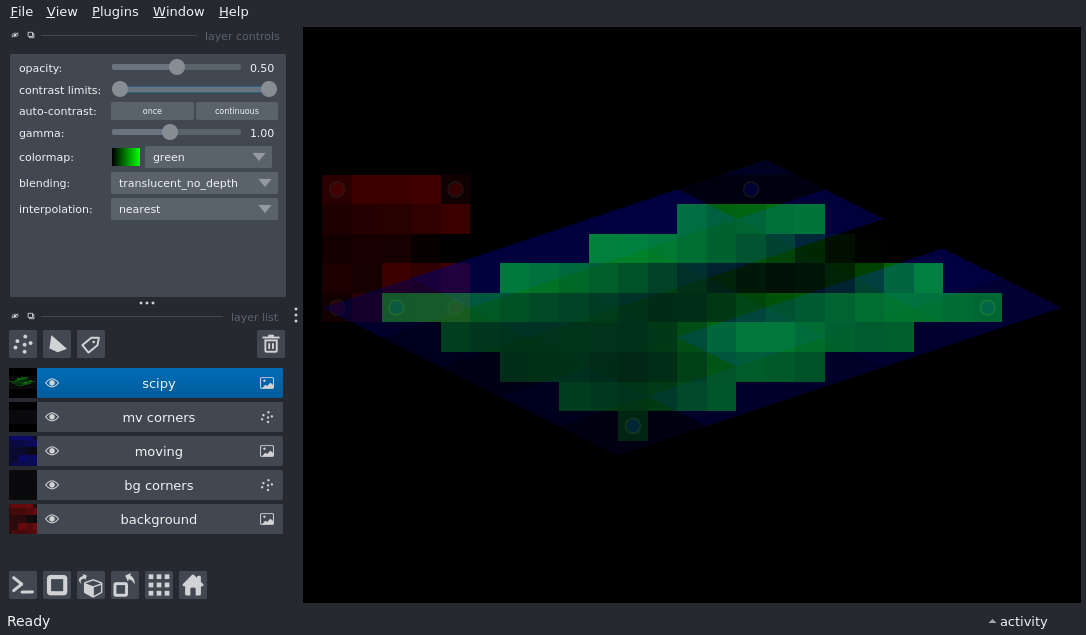 File View Plugins Window Help
layer controls
opacity: 0.50
contrast limits:
auto-contrast: once continuous
gamma: 1.00
colormap: green
blending: translucent_no_depth
interpolation: nearest
layer list
scipy
mv corners
moving
bg corners
background
Ready activity